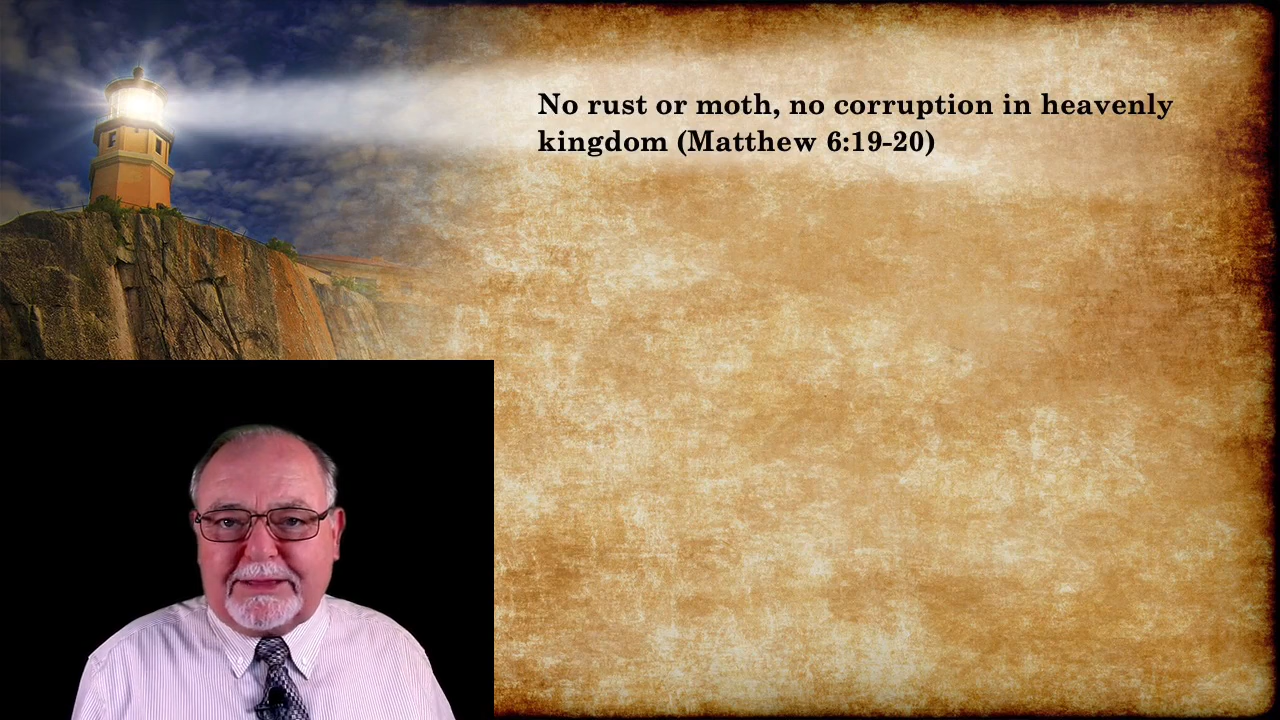 No rust or moth, no corruption in heavenly
kingdom (Matthew 6:19-20)